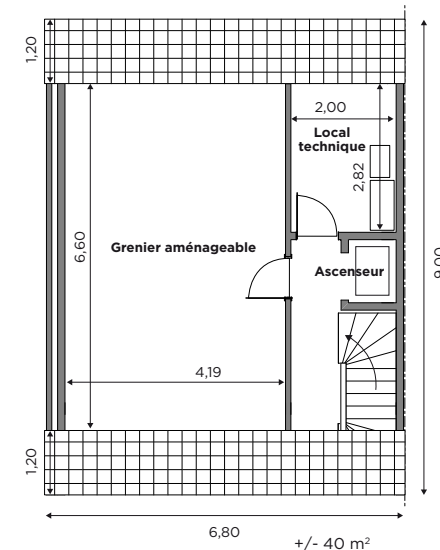 1,20
2,00
Local
technique
2,82
6,60
Grenier aménageable
Ascenseur
9,00
4,19
1,20
6,80
+/- 40 m²